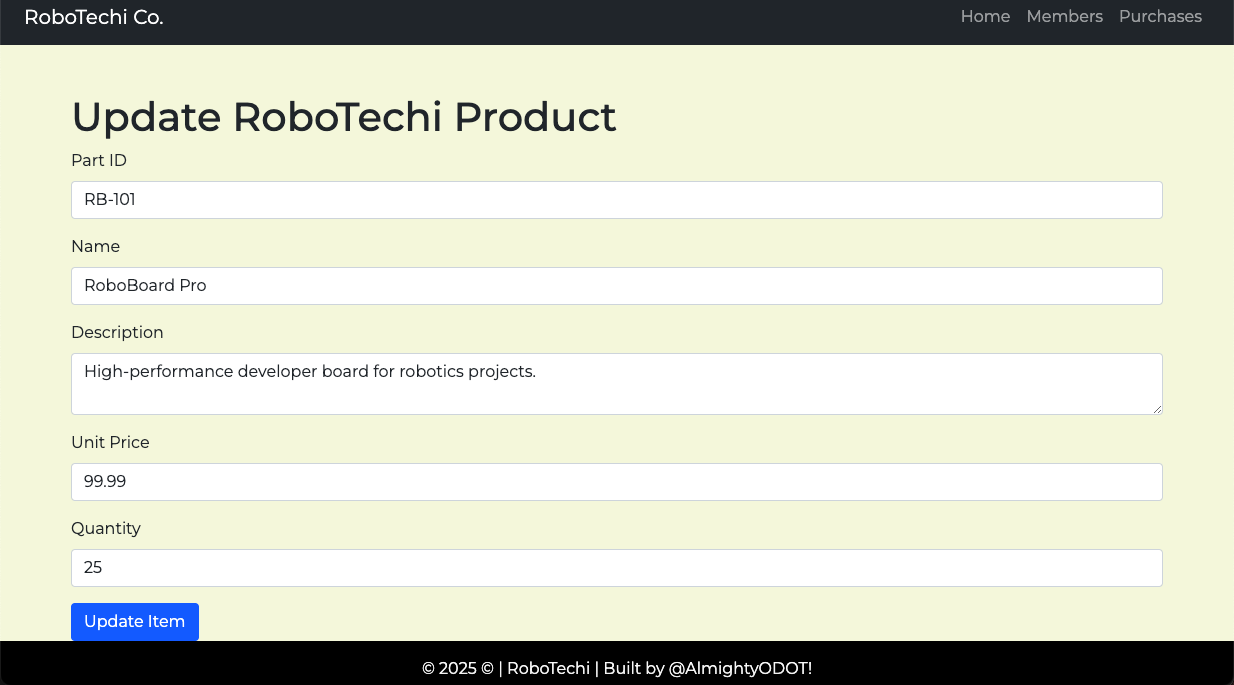 RoboTechi Co.
Home Members Purchases
Update RoboTechi Product
Part ID
RB-101
Name
RoboBoard Pro
Description
High-performance developer board for robotics projects.
Unit Price
99.99
Quantity
25
Update Item
© 2025 © | RoboTechi | Built by @AlmightyODOT!